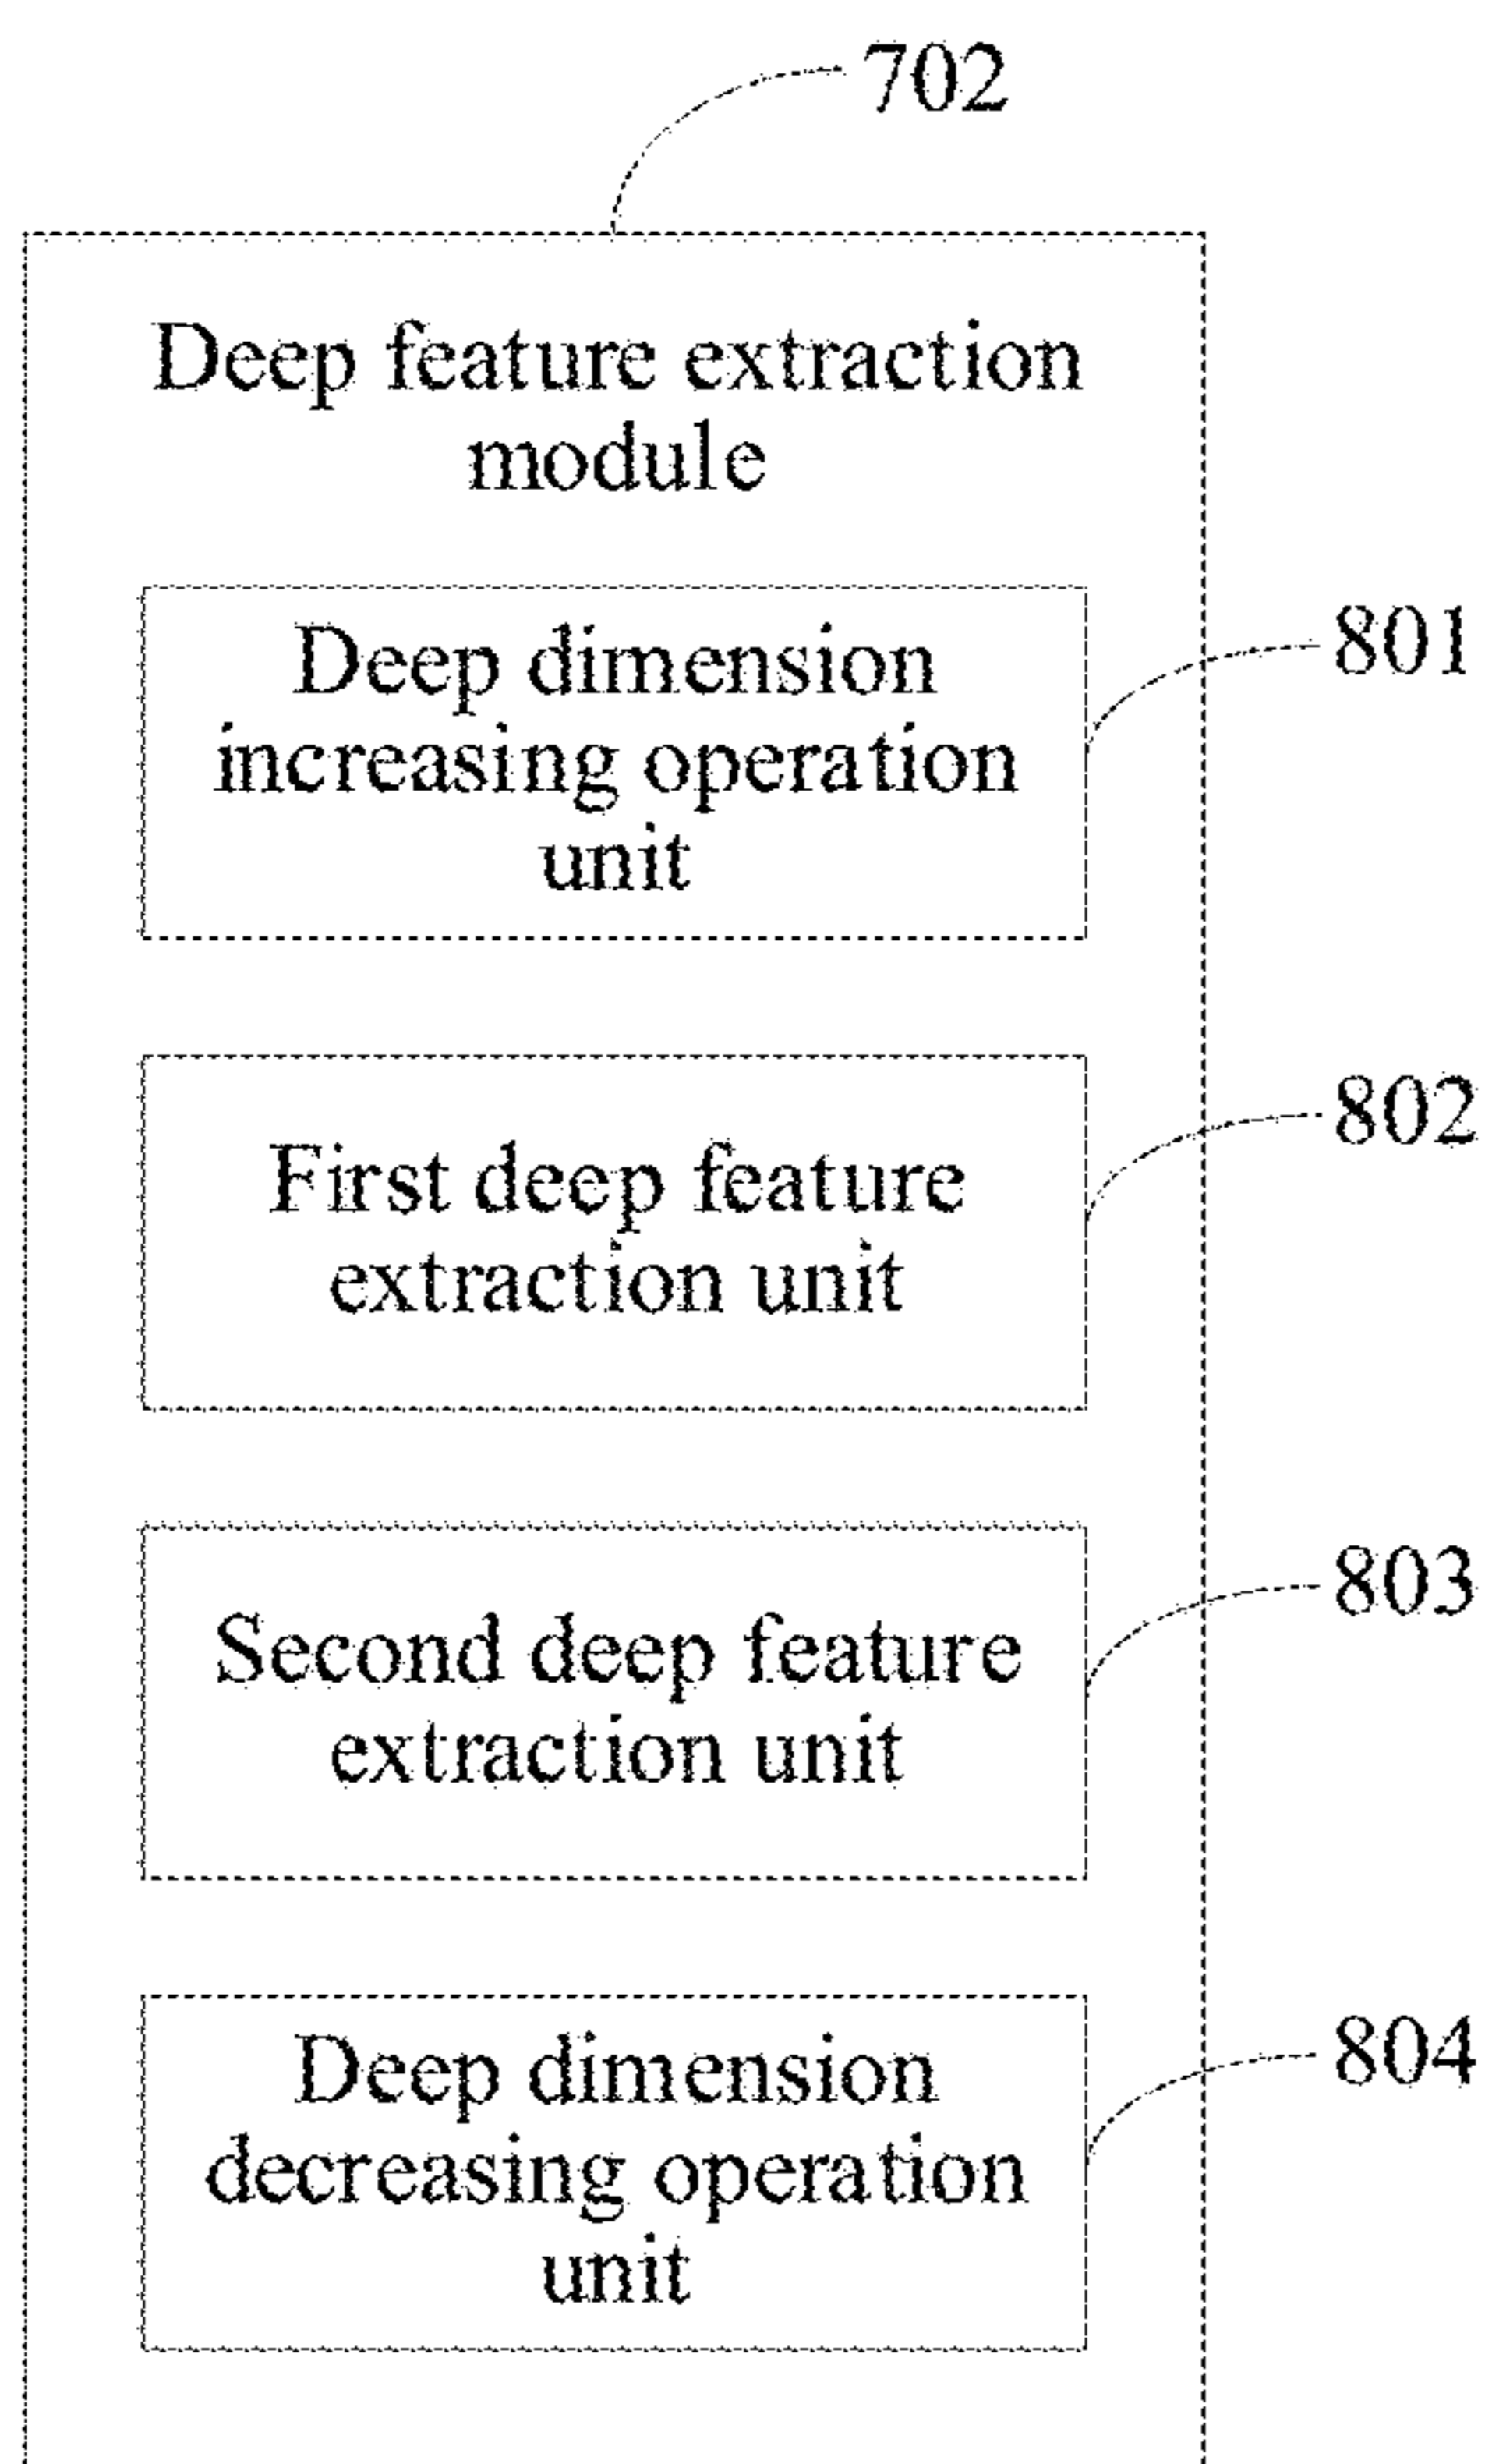 702
Deep feature extraction
module
Deep dimension
increasing operation
unit
801
First deep feature
extraction unit
802
Second deep feature
extraction unit
803
Deep dimension
decreasing operation
unit
804